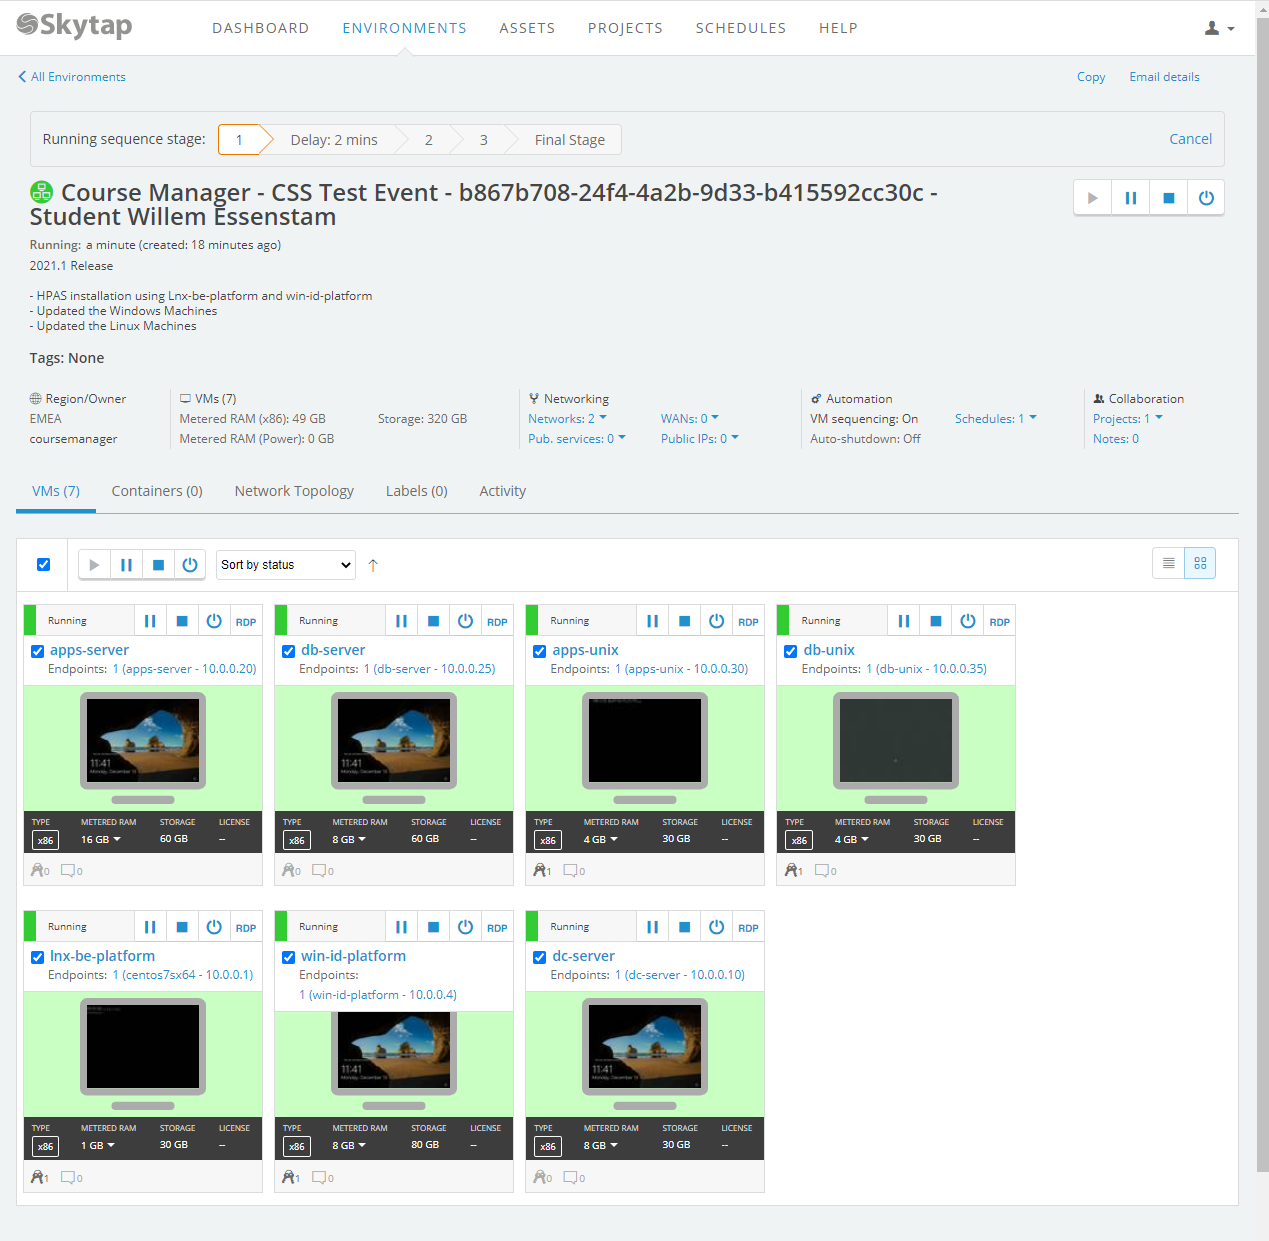 Skytap
DASHBOARD ENVIRONMENTS ASSETS PROJECTS SCHEDULES HELP
All Environments Copy Email details
Running sequence stage: 1 Delay: 2 mins 2 3 Final Stage Cancel
Course Manager - CSS Test Event - b867b708-24f4-4a2b-9d33-b415592cc30c -
Student Willem Essenstam
Running: a minute (created: 18 minutes ago)
2021.1 Release
- HPAS installation using Lnx-be-platform and win-id-platform
- Updated the Windows Machines
- Updated the Linux Machines
Tags: None
Region/Owner VMs (7) Networking Automation Collaboration
EMEA Metered RAM (x86): 49 GB Storage: 320 GB Networks: 2 WANs: 0 VM sequencing: On Schedules: 1 Projects: 1
coursemanager Metered RAM (Power): 0 GB Pub. services: 0 Public IPs: 0 Auto-shutdown: Off Notes: 0
VMs (7) Containers (0) Network Topology Labels (0) Activity
Sort by status
Running RDP Running RDP Running RDP Running RDP
apps-server db-server apps-unix db-unix
Endpoints: 1 (apps-server - 10.0.0.20) Endpoints: 1 (db-server - 10.0.0.25) Endpoints: 1 (apps-unix - 10.0.0.30) Endpoints: 1 (db-unix - 10.0.0.35)
11:41 11:41
TYPE METERED RAM STORAGE LICENSE TYPE METERED RAM STORAGE LICENSE TYPE METERED RAM STORAGE LICENSE TYPE METERED RAM STORAGE LICENSE
x86 16 GB 60 GB -- x86 8 GB 60 GB -- x86 4 GB 30 GB -- x86 4 GB 30 GB --
0 0 0 0 1 0 1 0
Running RDP Running RDP Running RDP
lnx-be-platform win-id-platform dc-server
Endpoints: 1 (centos7sx64 - 10.0.0.1) Endpoints: Endpoints: 1 (dc-server - 10.0.0.10)
1 (win-id-platform - 10.0.0.4)
11:41 11:41
TYPE METERED RAM STORAGE LICENSE TYPE METERED RAM STORAGE LICENSE TYPE METERED RAM STORAGE LICENSE
x86 1 GB 30 GB -- x86 8 GB 80 GB -- x86 8 GB 30 GB --
1 0 1 0 0 0